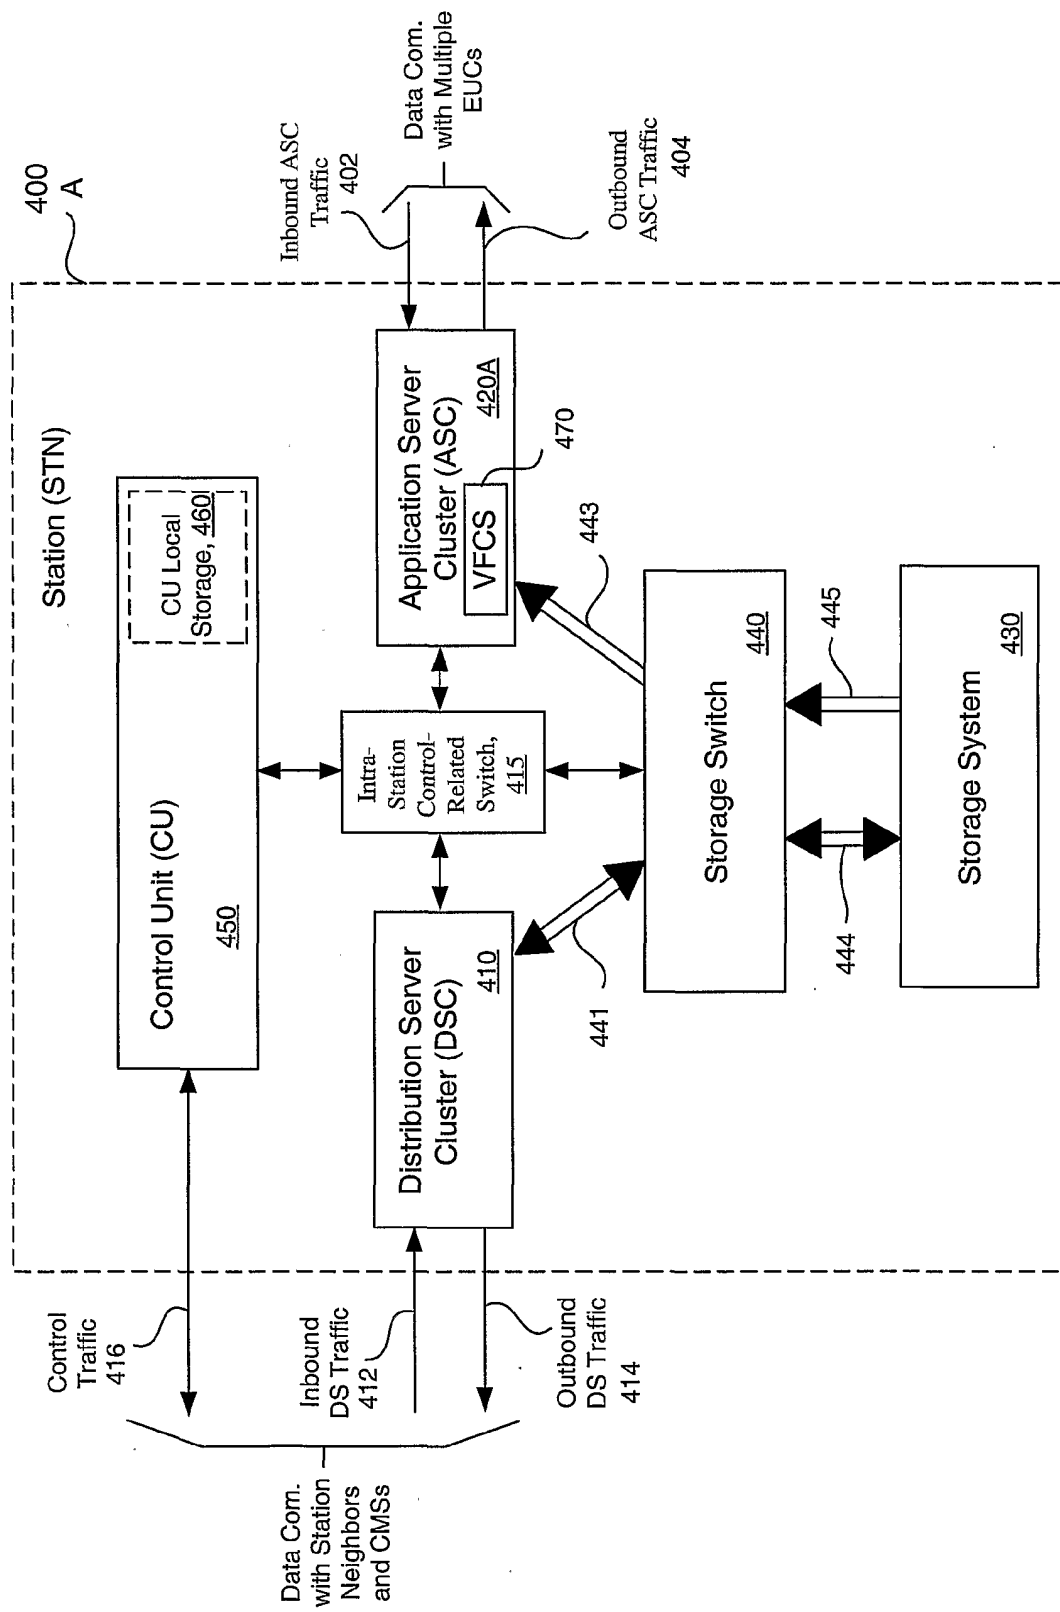 400
A
Station (STN)
Control Traffic
416
Control Unit (CU)
450
CU Local
Storage, 460
Data Com.
with Station
Neighbors
and CMSs
Inbound
DS Traffic
412
Outbound
DS Traffic
414
Distribution Server
Cluster (DSC)
410
Intra-
Station
Control-
Related
Switch,
415
Application Server
Cluster (ASC)
420A
VFCS
470
Inbound ASC
Traffic
402
Outbound
ASC Traffic
404
Data Com.
with Multiple
EUCs
441
443
Storage Switch
440
444
445
Storage System
430